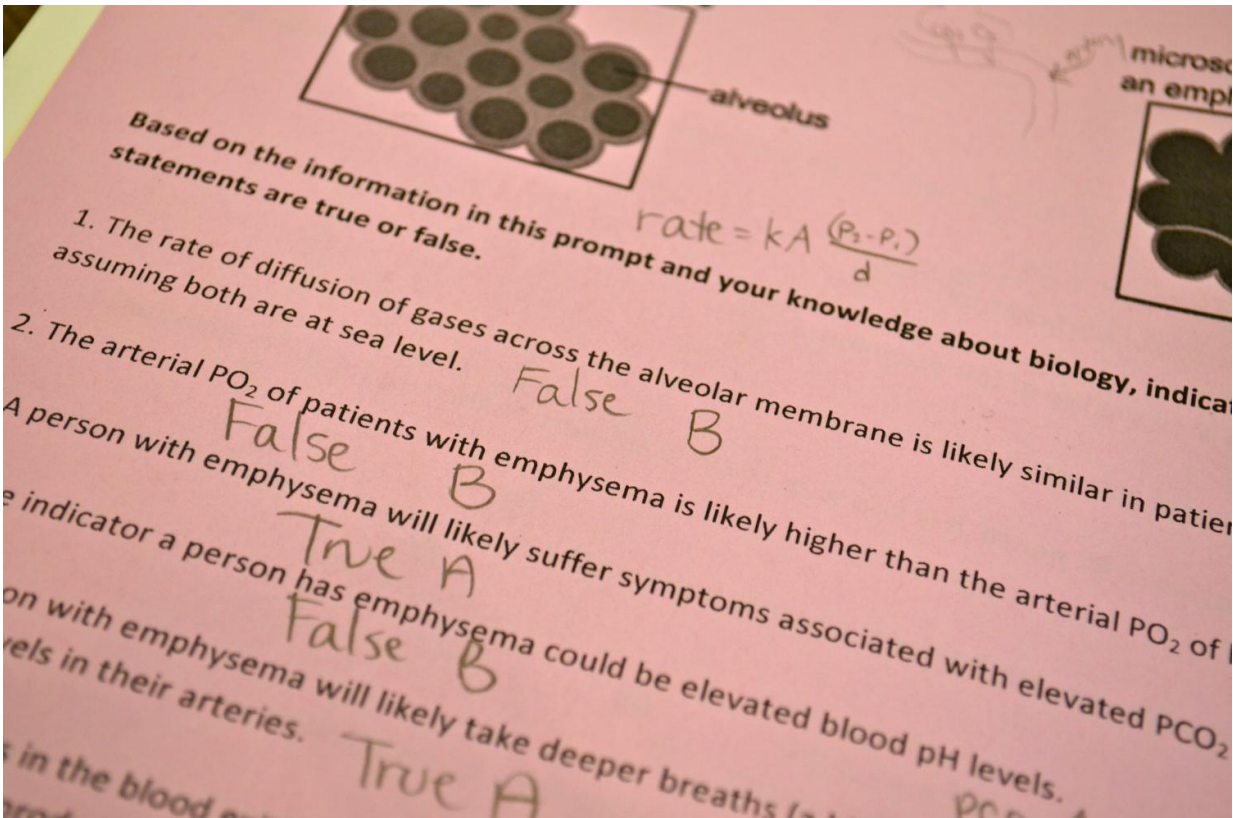 alveolus
microsc
an empl
rate = kA (P₂-P₁)/d
Based on the information in this prompt and your knowledge about biology, indica
statements are true or false.
1. The rate of diffusion of gases across the alveolar membrane is likely similar in patie
assuming both are at sea level.
False B
2. The arterial PO₂ of patients with emphysema is likely higher than the arterial PO₂ of
False B
A person with emphysema will likely suffer symptoms associated with elevated PCO₂
True A
e indicator a person has emphysema could be elevated blood pH levels.
False B
on with emphysema will likely take deeper breaths
vels in their arteries.
True A
s in the blood